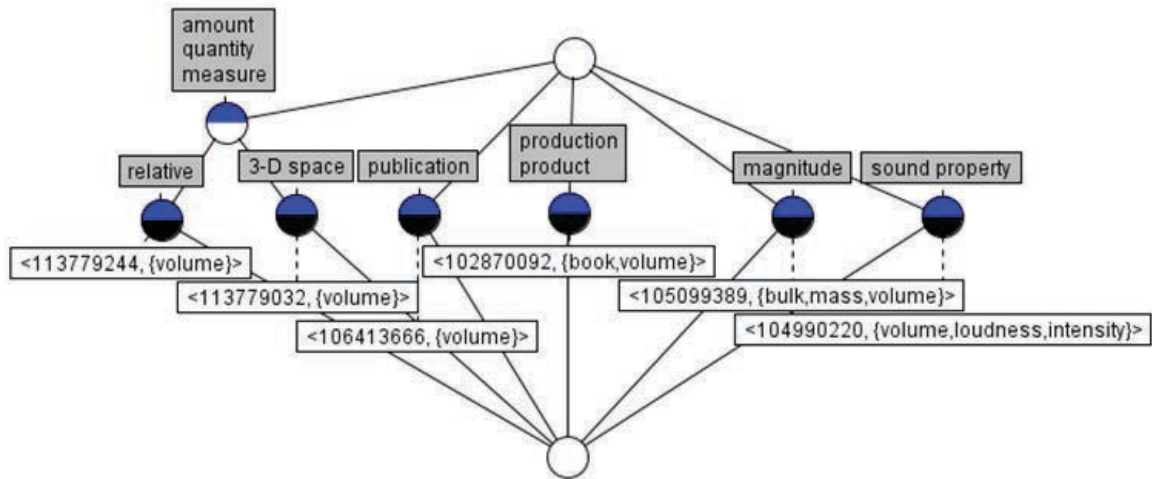 amount
quantity
measure
production
product
relative
3-D space
publication
magnitude
sound property
<113779244, {volume}>
<102870092, {book,volume}>
<113779032, {volume}>
<105099389, {bulk,mass,volume}>
<106413666, {volume}>
<104990220, {volume,loudness,intensity}>